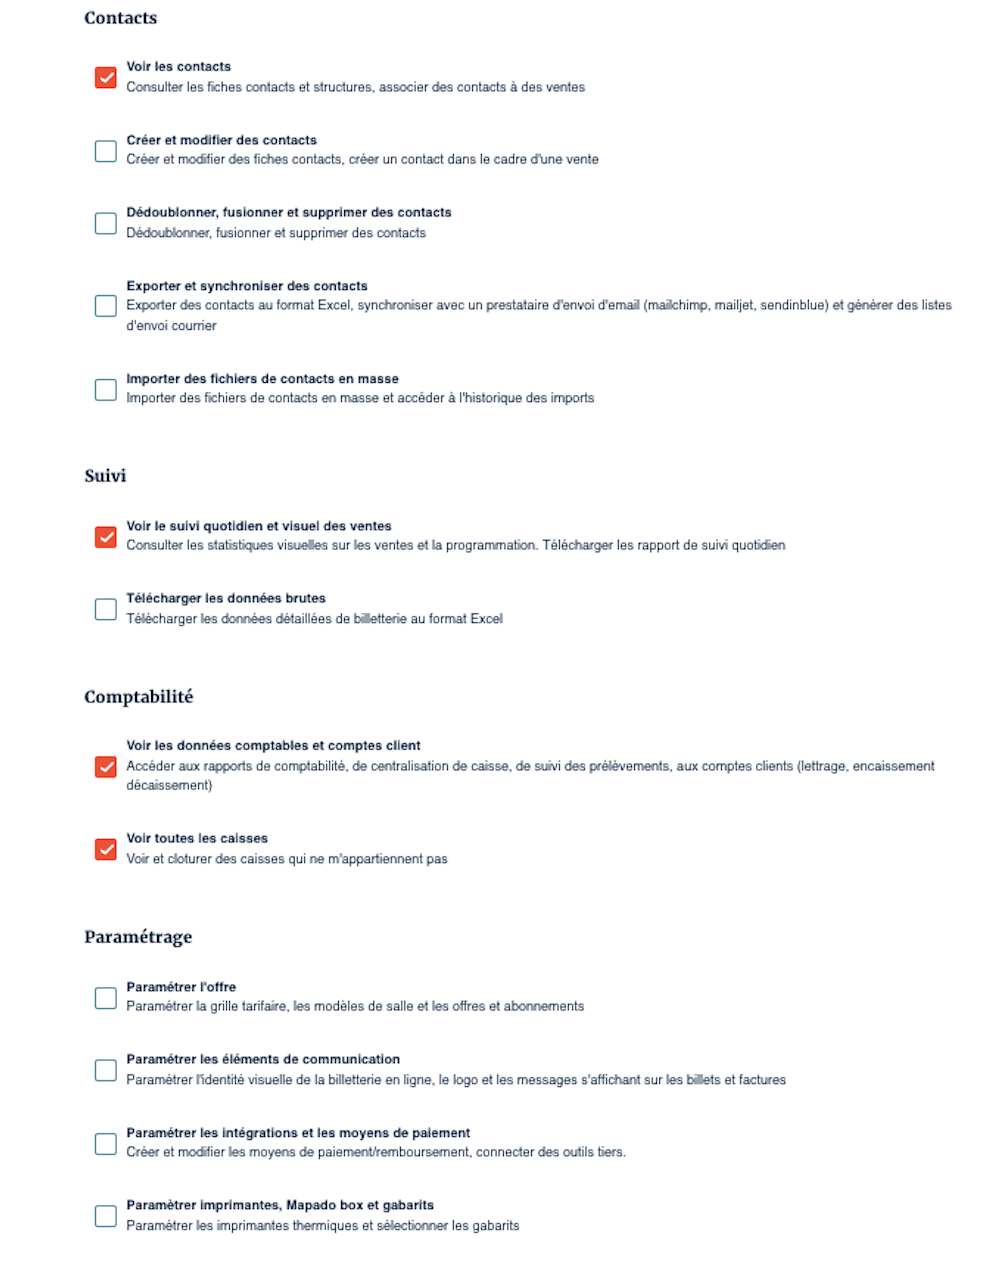 Contacts
Voir les contacts
Consulter les fiches contacts et structures, associer des contacts à des ventes
Créer et modifier des contacts
Créer et modifier des fiches contacts, créer un contact dans le cadre d'une vente
Dédoublonner, fusionner et supprimer des contacts
Dédoublonner, fusionner et supprimer des contacts
Exporter et synchroniser des contacts
Exporter des contacts au format Excel, synchroniser avec un prestataire d'envoi d'email (mailchimp, mailjet, sendinblue) et générer des listes
d'envoi courrier
Importer des fichiers de contacts en masse
Importer des fichiers de contacts en masse et accéder à l'historique des imports
Suivi
Voir le suivi quotidien et visuel des ventes
Consulter les statistiques visuelles sur les ventes et la programmation. Télécharger les rapport de suivi quotidien
Télécharger les données brutes
Télécharger les données détaillées de billetterie au format Excel
Comptabilité
Voir les données comptables et comptes client
Accéder aux rapports de comptabilité, de centralisation de caisse, de suivi des prélèvements, aux comptes clients (lettrage, encaissement
décaissement)
Voir toutes les caisses
Voir et cloturer des caisses qui ne m'appartiennent pas
Paramétrage
Paramétrer l'offre
Paramétrer la grille tarifaire, les modèles de salle et les offres et abonnements
Paramétrer les éléments de communication
Paramétrer l'identité visuelle de la billetterie en ligne, le logo et les messages s'affichant sur les billets et factures
Paramétrer les intégrations et les moyens de paiement
Créer et modifier les moyens de paiement/remboursement, connecter des outils tiers.
Paramètrer imprimantes, Mapado box et gabarits
Paramétrer les imprimantes thermiques et sélectionner les gabarits